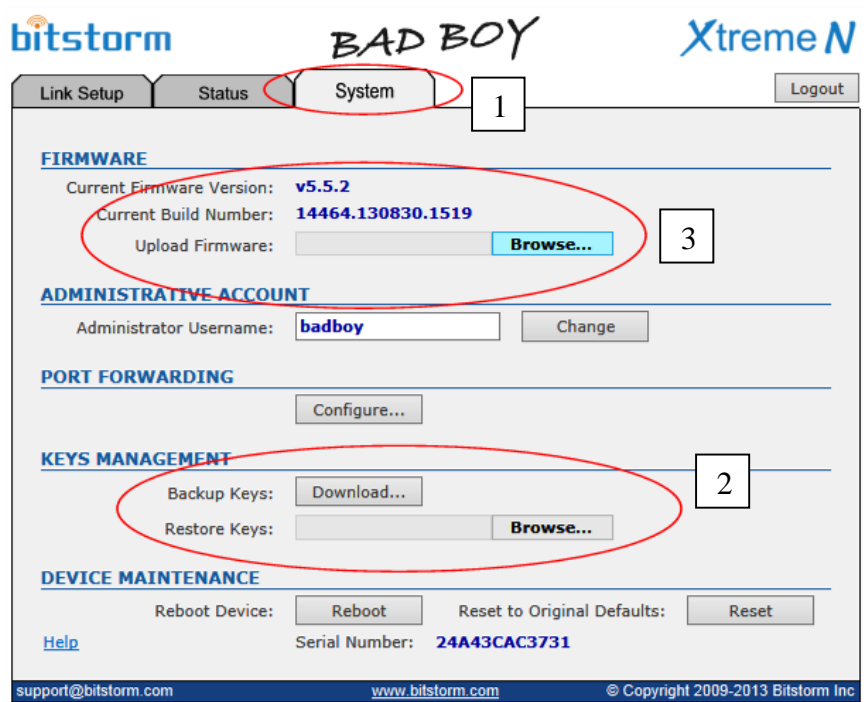 bitstorm BAD BOY Xtreme N
Link Setup Status System 1 Logout
FIRMWARE
Current Firmware Version: v5.5.2
Current Build Number: 14464.130830.1519
Upload Firmware: Browse... 3
ADMINISTRATIVE ACCOUNT
Administrator Username: badboy Change
PORT FORWARDING
Configure...
KEYS MANAGEMENT
Backup Keys: Download... 2
Restore Keys: Browse...
DEVICE MAINTENANCE
Reboot Device: Reboot Reset to Original Defaults: Reset
Help Serial Number: 24A43CAC3731
support@bitstorm.com www.bitstorm.com © Copyright 2009-2013 Bitstorm Inc